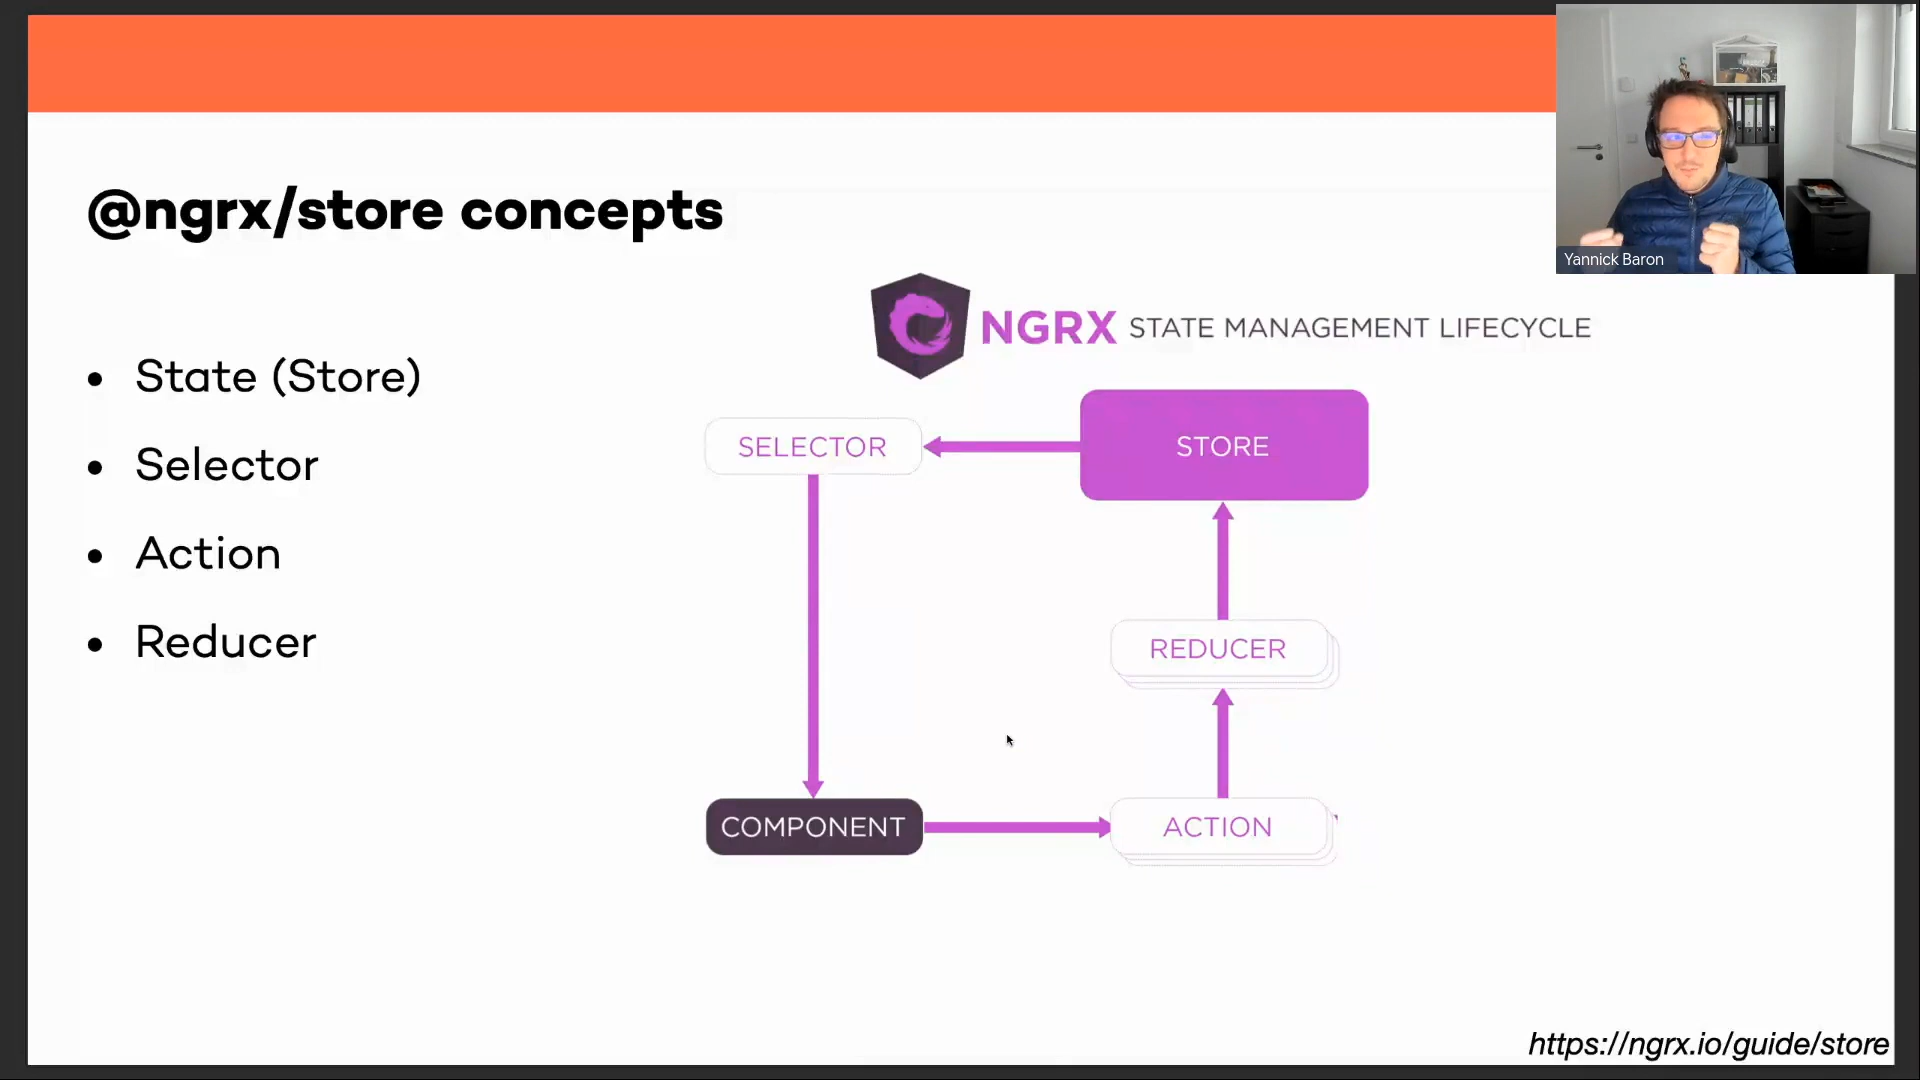 @ngrx/store concepts
• State (Store)
• Selector
• Action
• Reducer
NGRX STATE MANAGEMENT LIFECYCLE
SELECTOR
STORE
REDUCER
COMPONENT
ACTION
Yannick Baron
https://ngrx.io/guide/store